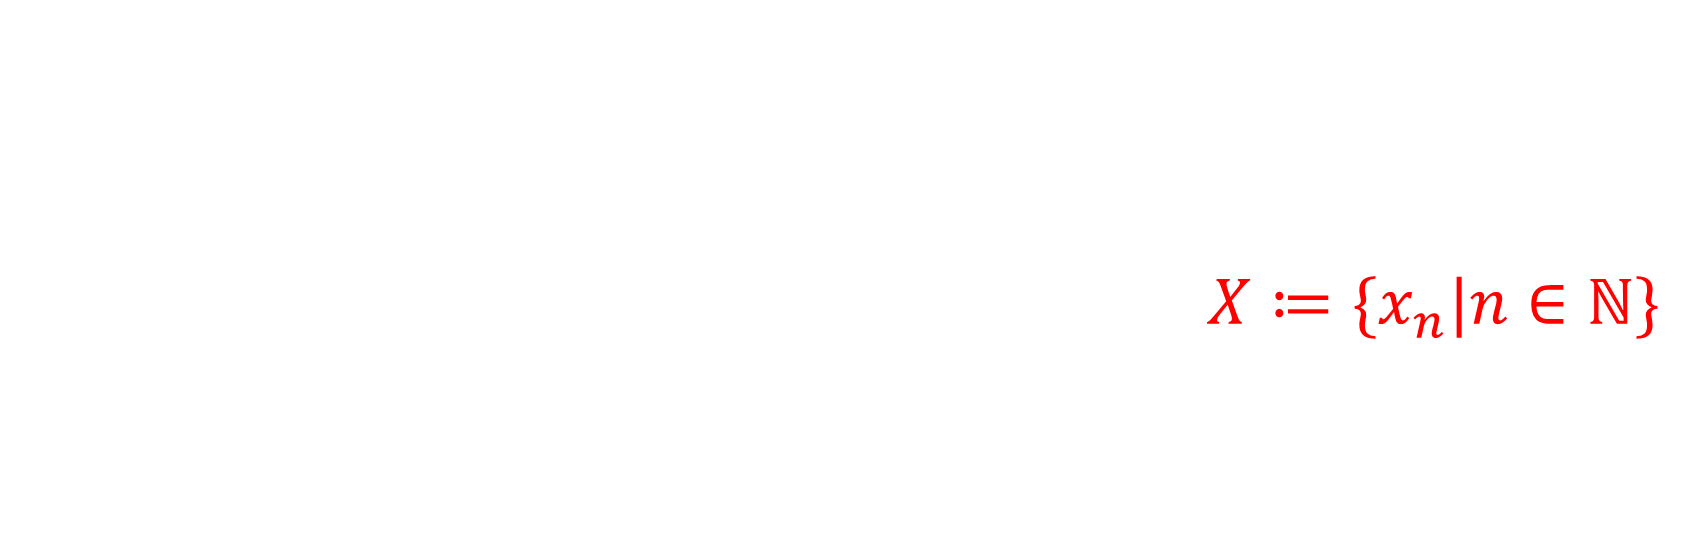 𝑋 ≔ {𝑥ₙ|𝑛 ∈ ℕ}